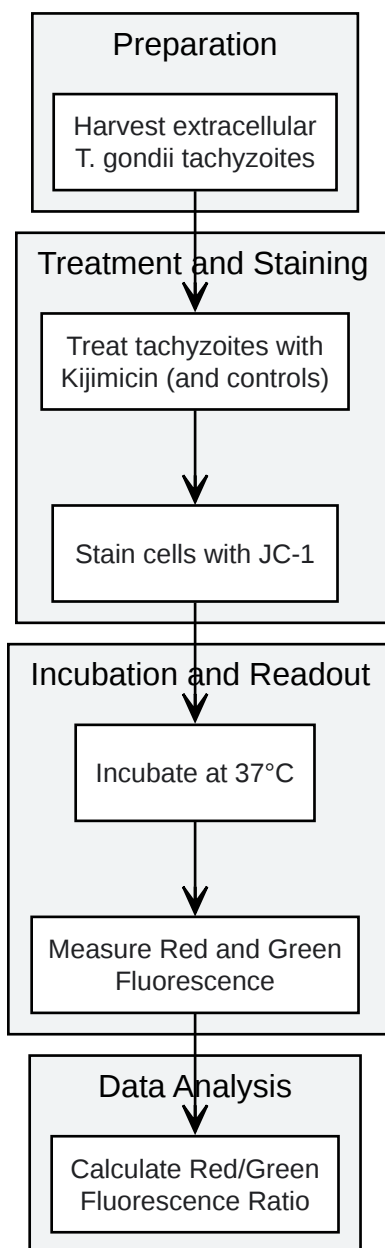 Preparation
Harvest extracellular
T. gondii tachyzoites
Treatment and Staining
Treat tachyzoites with
Kijimicin (and controls)
Stain cells with JC-1
Incubation and Readout
Incubate at 37°C
Measure Red and Green
Fluorescence
Data Analysis
Calculate Red/Green
Fluorescence Ratio